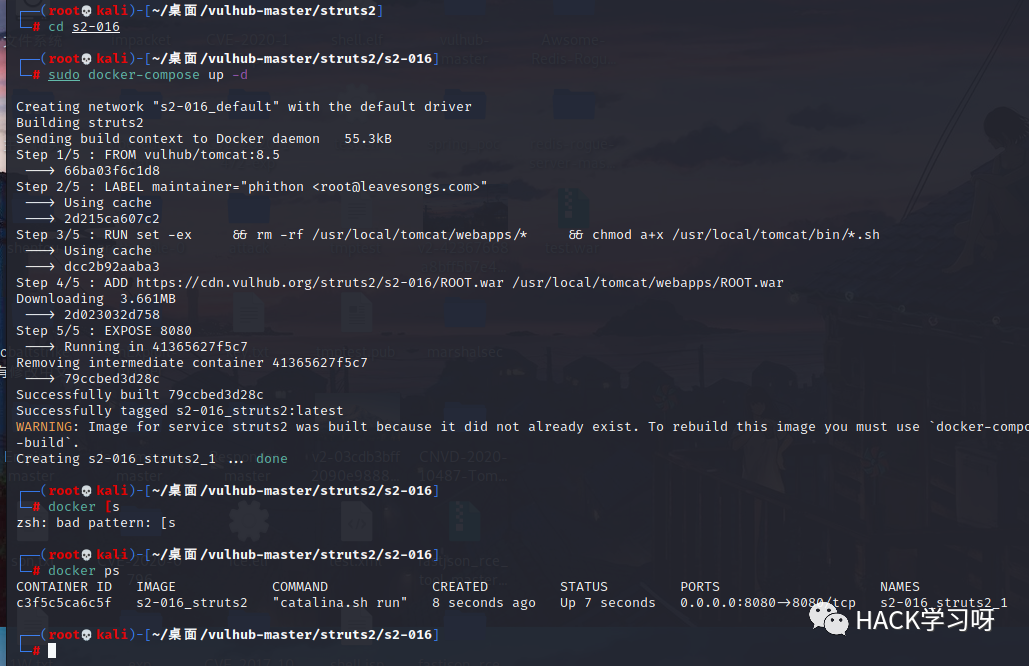 ┌──(root💀kali)-[~/桌面/vulhub-master/struts2]
└─# cd s2-016
┌──(root💀kali)-[~/桌面/vulhub-master/struts2/s2-016]
└─# sudo docker-compose up -d
Creating network "s2-016_default" with the default driver
Building struts2
Sending build context to Docker daemon   55.3kB
Step 1/5 : FROM vulhub/tomcat:8.5
 ---> 66ba03f6c1d8
Step 2/5 : LABEL maintainer="phithon <root@leavesongs.com>"
 ---> Using cache
 ---> 2d215ca607c2
Step 3/5 : RUN set -ex     && rm -rf /usr/local/tomcat/webapps/*     && chmod a+x /usr/local/tomcat/bin/*.sh
 ---> Using cache
 ---> dcc2b92aaba3
Step 4/5 : ADD https://cdn.vulhub.org/struts2/s2-016/ROOT.war /usr/local/tomcat/webapps/ROOT.war
Downloading  3.661MB
 ---> 2d023032d758
Step 5/5 : EXPOSE 8080
 ---> Running in 41365627f5c7
Removing intermediate container 41365627f5c7
 ---> 79ccbed3d28c
Successfully built 79ccbed3d28c
Successfully tagged s2-016_struts2:latest
WARNING: Image for service struts2 was built because it did not already exist. To rebuild this image you must use `docker-compo
-build`.
Creating s2-016_struts2_1 ... done
┌──(root💀kali)-[~/桌面/vulhub-master/struts2/s2-016]
└─# docker [s
zsh: bad pattern: [s
┌──(root💀kali)-[~/桌面/vulhub-master/struts2/s2-016]
└─# docker ps
CONTAINER ID   IMAGE            COMMAND             CREATED         STATUS         PORTS                    NAMES
c3f5c5ca6c5f   s2-016_struts2   "catalina.sh run"   8 seconds ago   Up 7 seconds   0.0.0.0:8080->8080/tcp   s2-016_struts2_1
┌──(root💀kali)-[~/桌面/vulhub-master/struts2/s2-016]
└─#
HACK学习呀